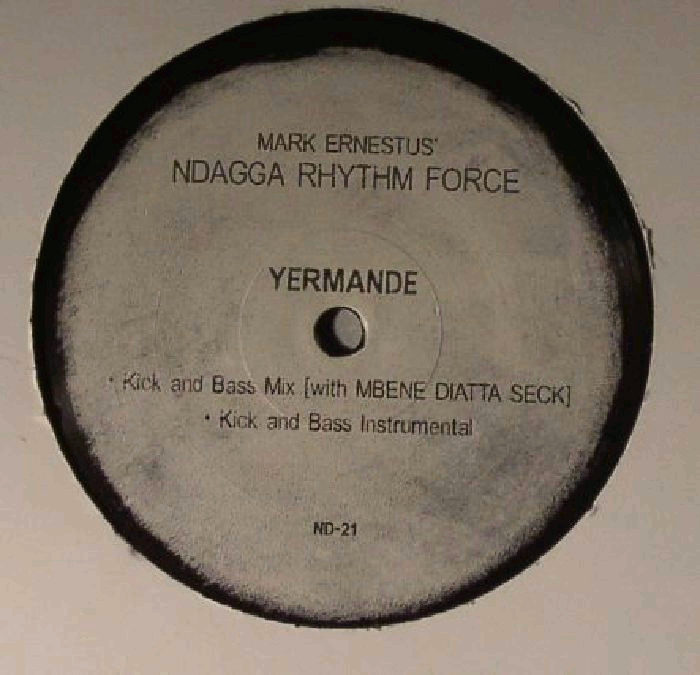 MARK ERNESTUS'
NDAGGA RHYTHM FORCE
YERMANDE
• Kick and Bass Mix [with MBENE DIATTA SECK]
• Kick and Bass Instrumental
ND-21